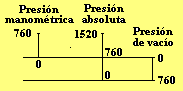 Presión manométrica
Presión absoluta
Presión de vacío
760
1520
760
0
0
0
760